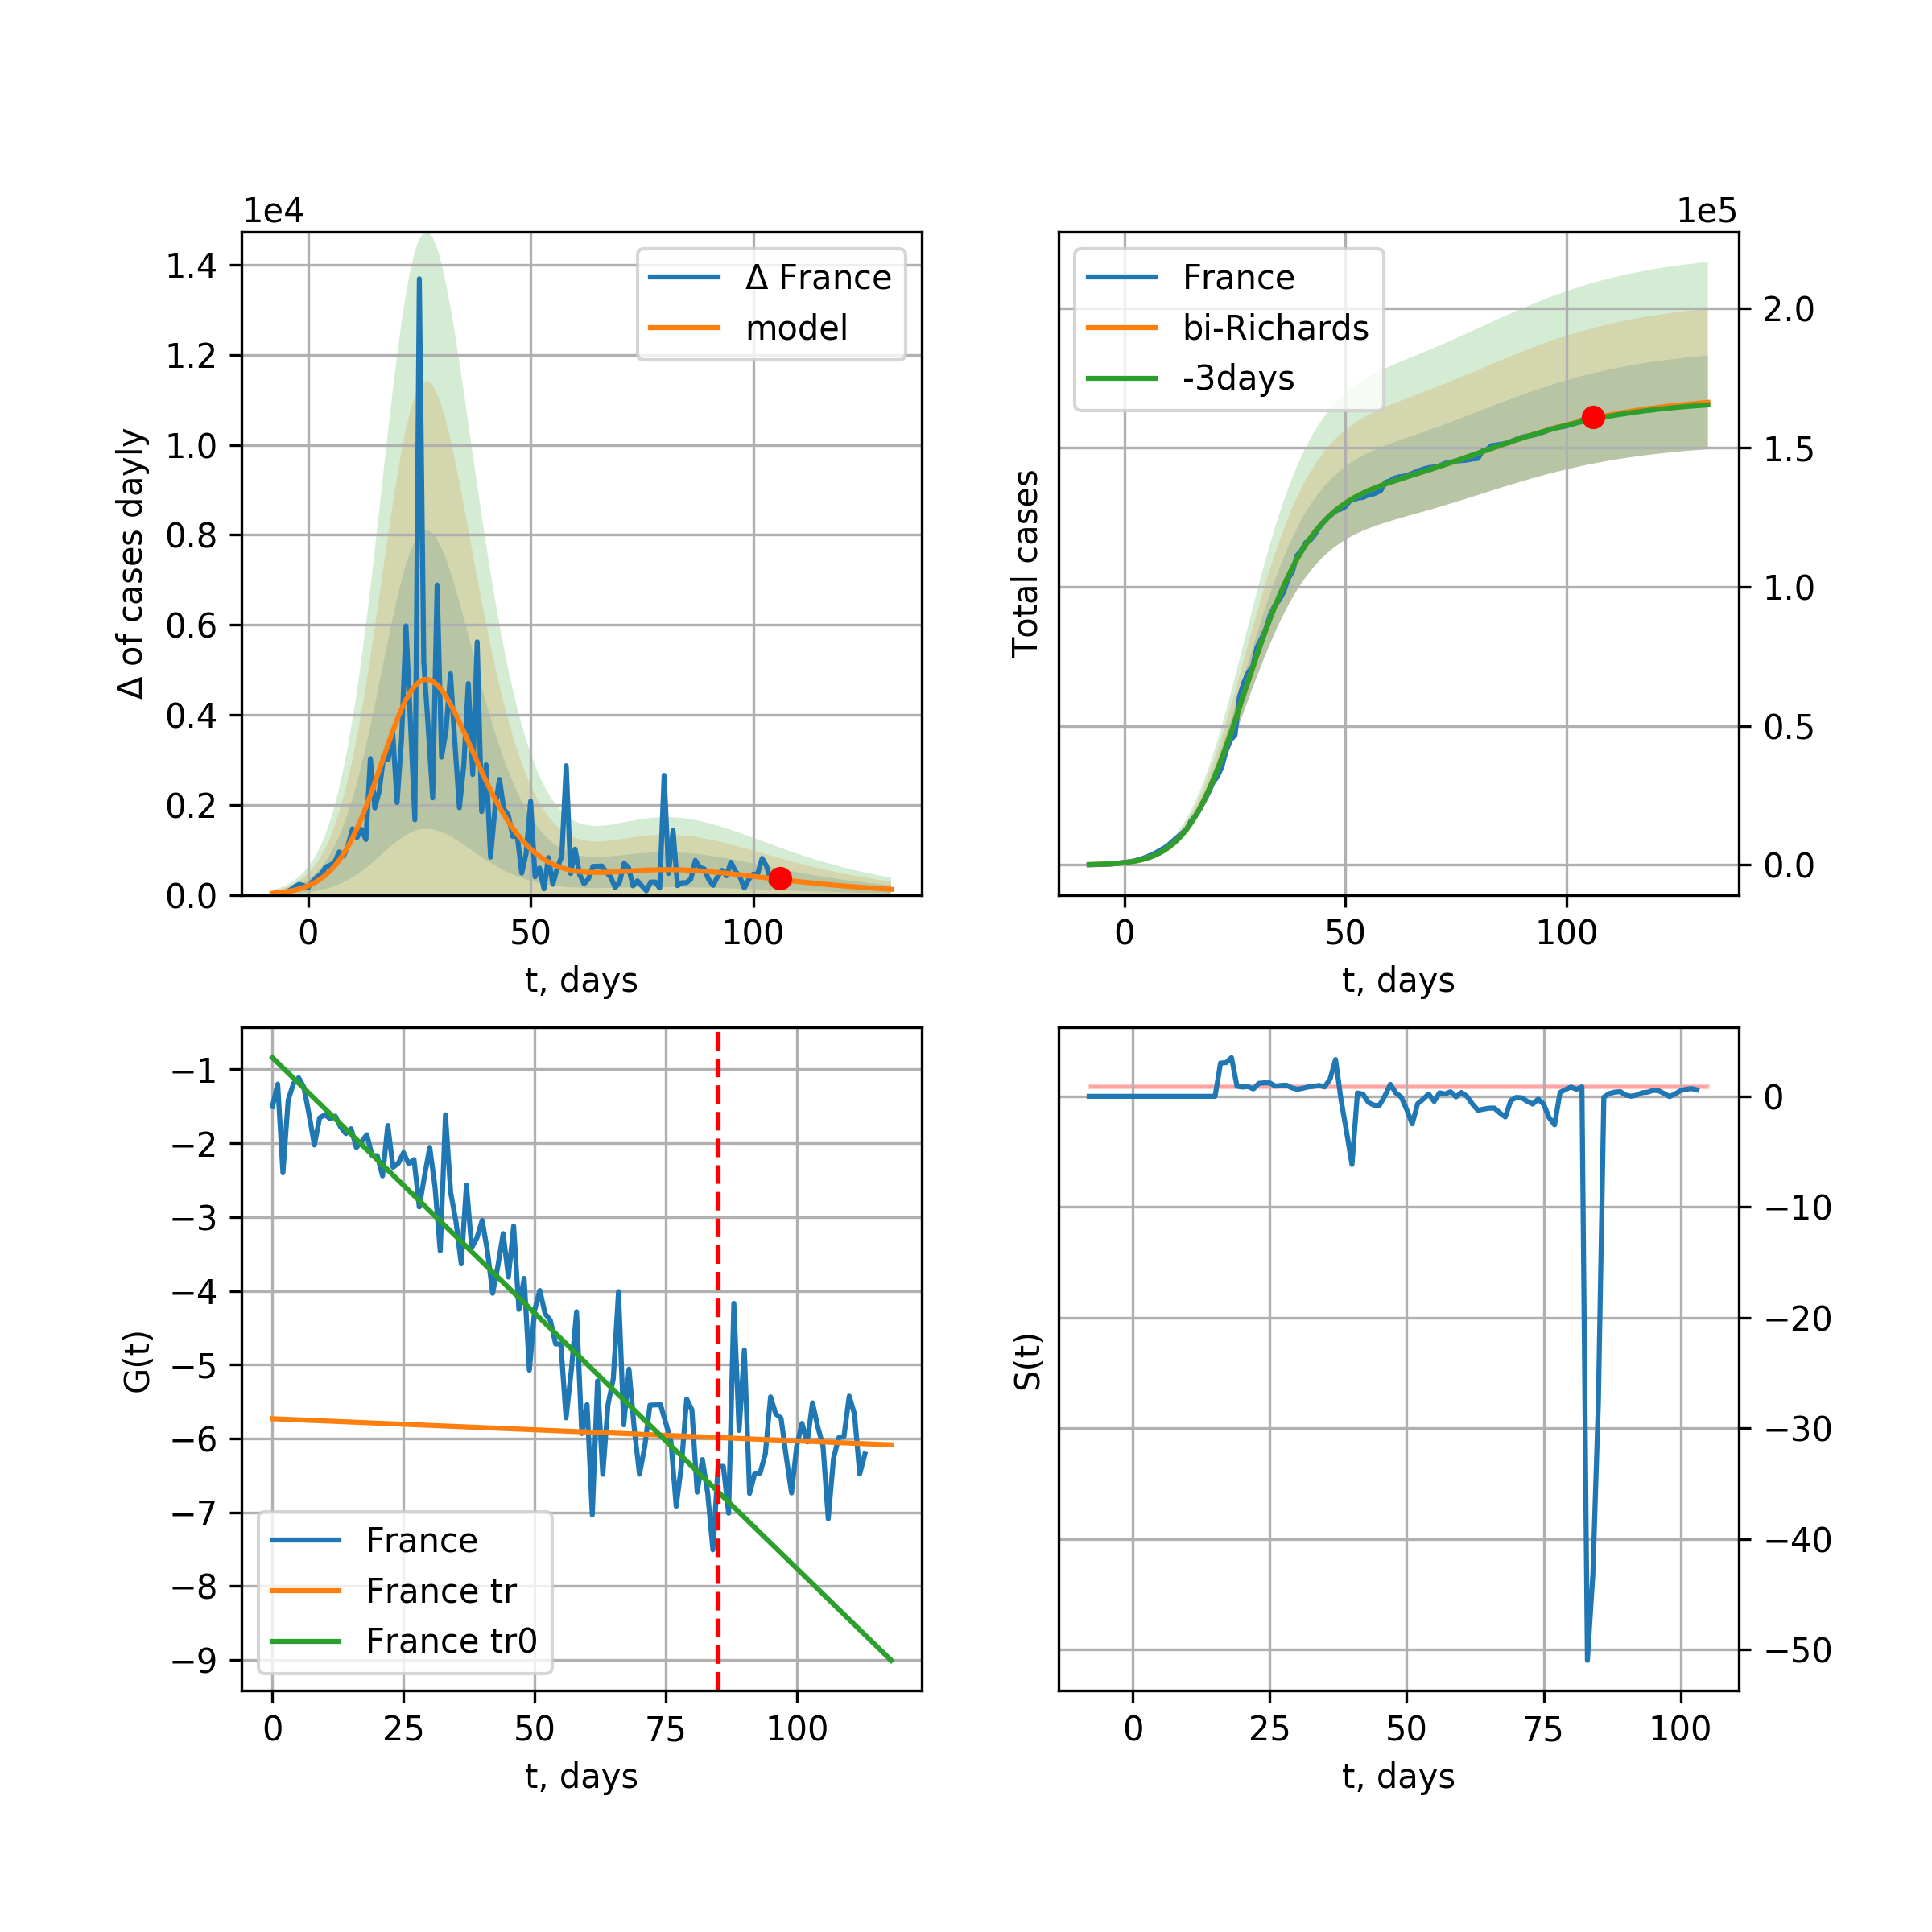 1e4
1.4
1.2
1.0
0.8
0.6
0.4
0.2
0.0
Δ of cases dayly
Δ France
model
0
50
100
t, days
1e5
2.0
1.5
1.0
0.5
0.0
Total cases
France
bi-Richards
-3days
0
50
100
t, days
−1
−2
−3
−4
−5
−6
−7
−8
−9
G(t)
France
France tr
France tr0
0
25
50
75
100
t, days
0
−10
−20
−30
−40
−50
S(t)
0
25
50
75
100
t, days